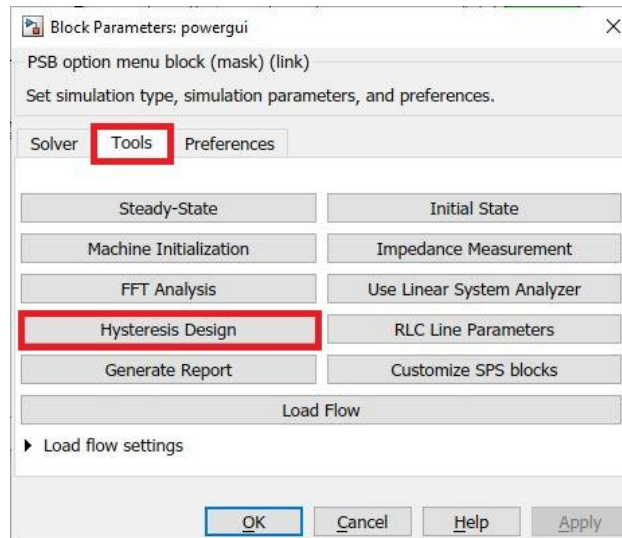 Block Parameters: powergui
PSB option menu block (mask) (link)
Set simulation type, simulation parameters, and preferences.
Solver Tools Preferences
Steady-State Initial State
Machine Initialization Impedance Measurement
FFT Analysis Use Linear System Analyzer
Hysteresis Design RLC Line Parameters
Generate Report Customize SPS blocks
Load Flow
Load flow settings
OK Cancel Help Apply